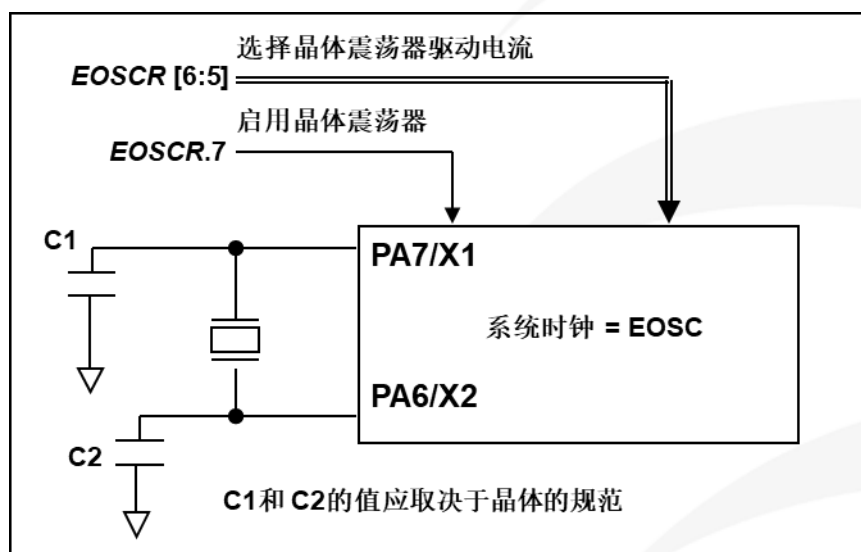 选择晶体震荡器驱动电流
EOSCR [6:5]
启用晶体震荡器
EOSCR.7
C1
PA7/X1
系统时钟 = EOSC
PA6/X2
C2
C1和 C2的值应取决于晶体的规范